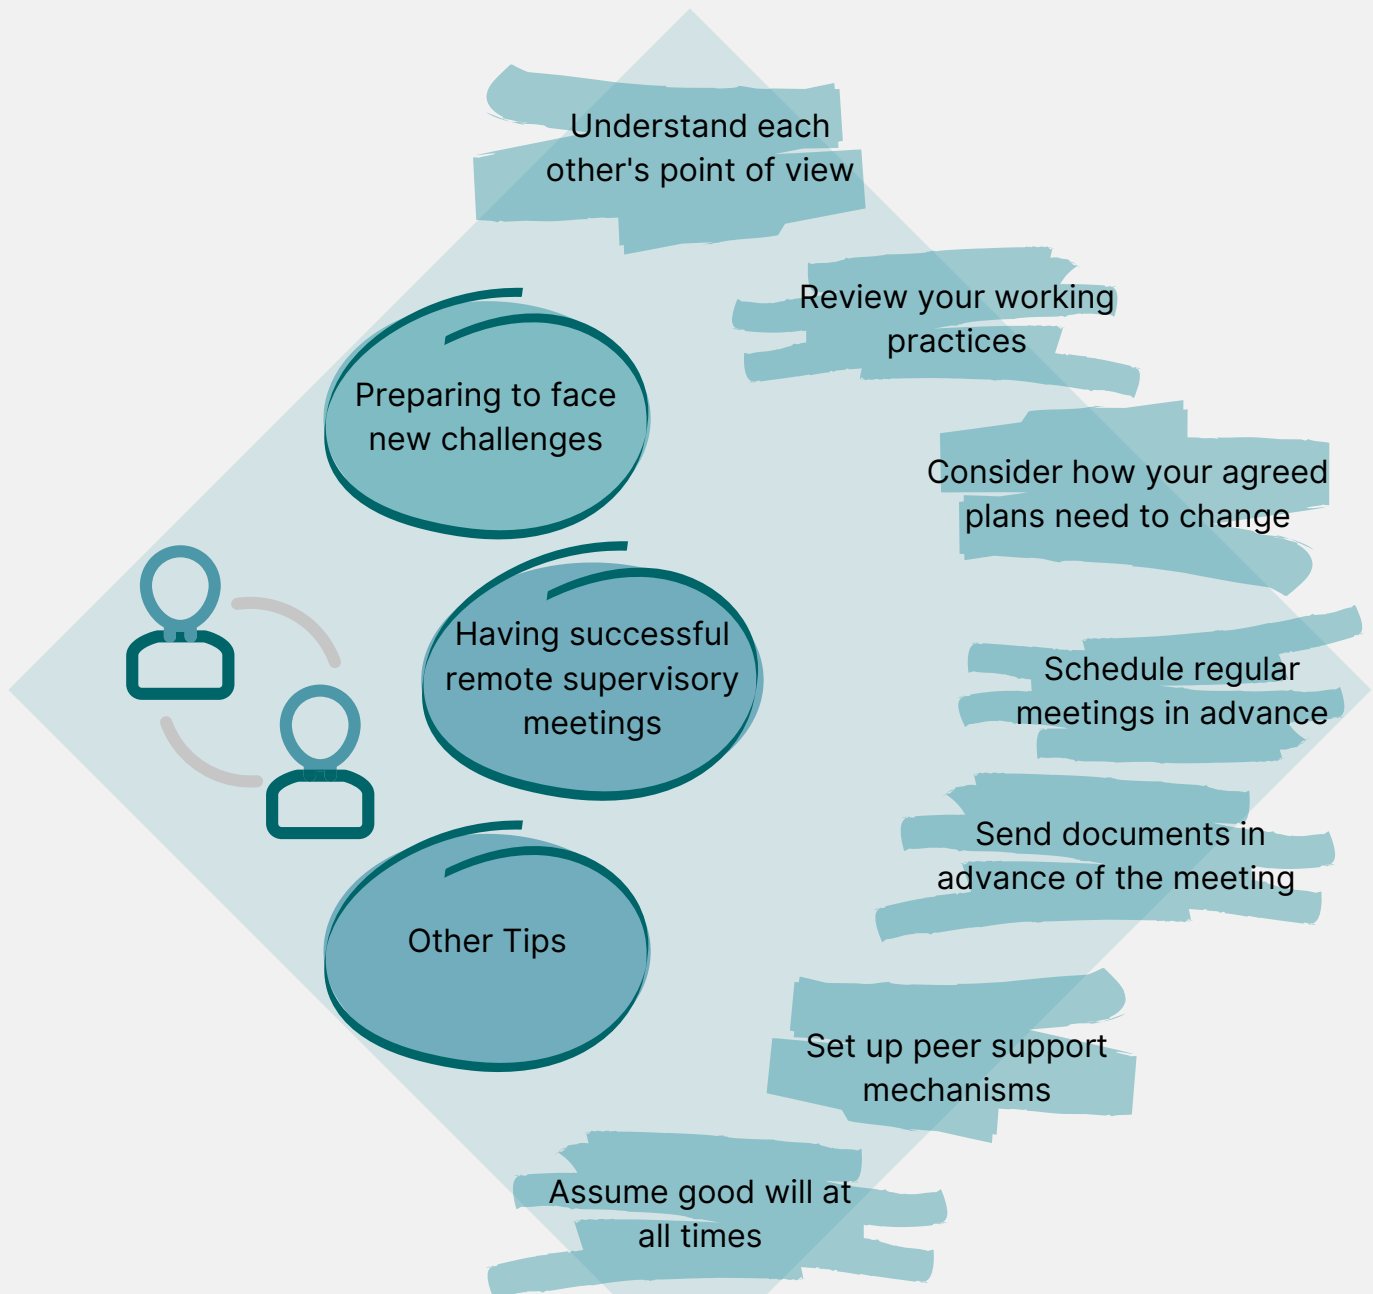 Understand each
other's point of view
Review your working
practices
Preparing to face
new challenges
Consider how your agreed
plans need to change
Having successful
remote supervisory
meetings
Schedule regular
meetings in advance
Send documents in
advance of the meeting
Other Tips
Set up peer support
mechanisms
Assume good will at
all times